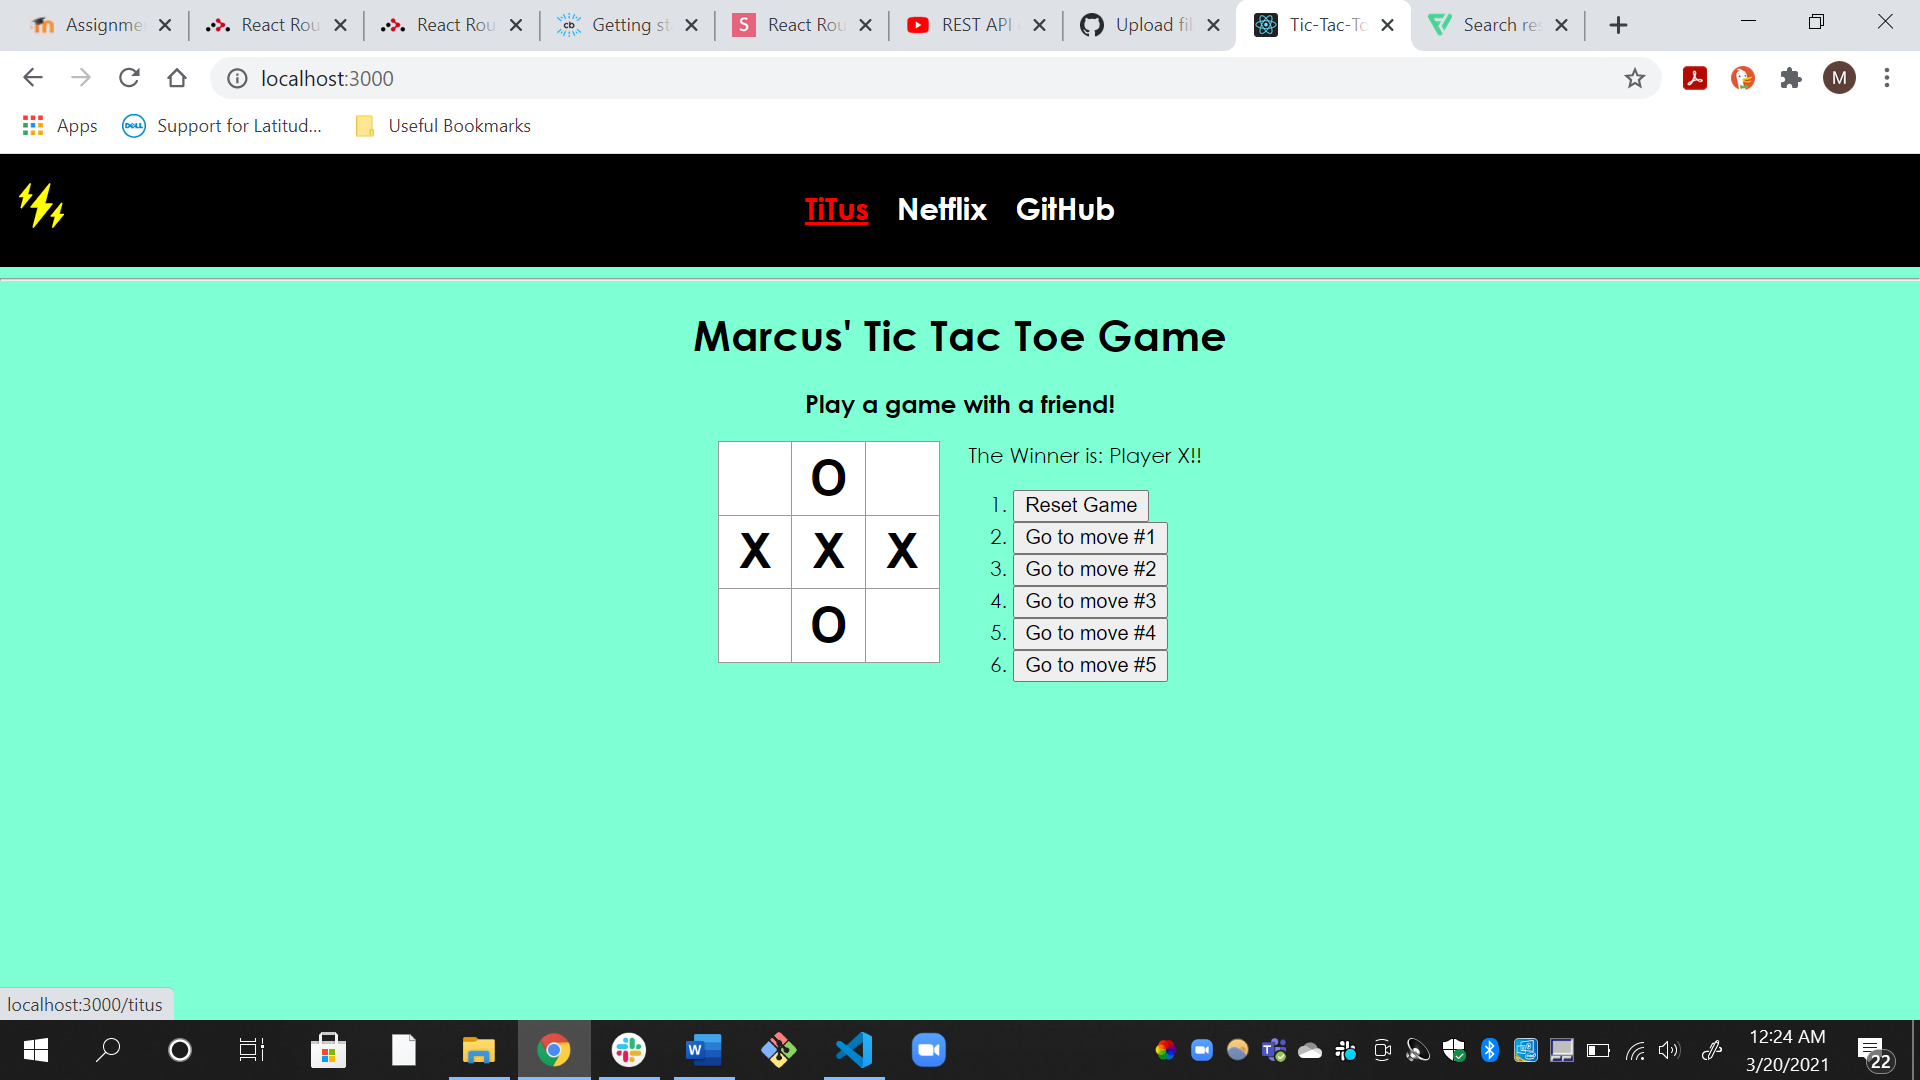 Assignme
React Rou
React Rou
Getting st
React Rou
REST API
Upload fil
Tic-Tac-To
Search res
localhost:3000
M
Apps
Support for Latitud...
Useful Bookmarks
TiTus Netflix GitHub
Marcus' Tic Tac Toe Game
Play a game with a friend!
O
X X X
O
The Winner is: Player X!!
1. Reset Game
2. Go to move #1
3. Go to move #2
4. Go to move #3
5. Go to move #4
6. Go to move #5
localhost:3000/titus
12:24 AM
3/20/2021
22